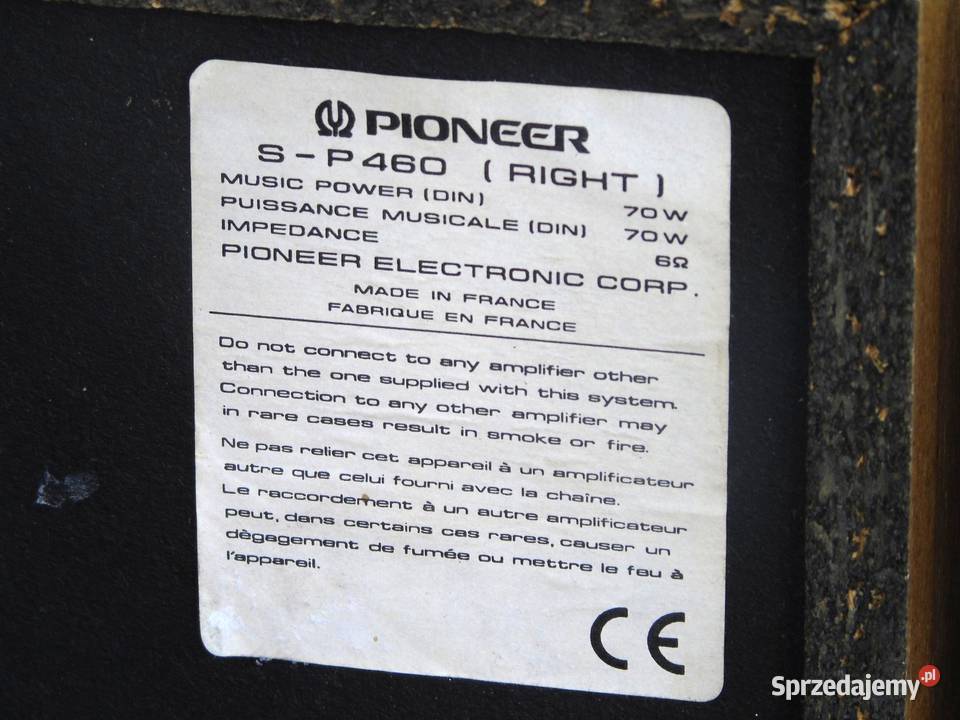 PIONEER
S-P460 (RIGHT)
MUSIC POWER (DIN) 70W
PUISSANCE MUSICALE (DIN) 70W
IMPEDANCE 6Ω
PIONEER ELECTRONIC CORP.
MADE IN FRANCE
FABRIQUE EN FRANCE
Do not connect to any amplifier other
than the one supplied with this system.
Connection to any other amplifier may
in rare cases result in smoke or fire.
Ne pas relier cet appareil à un amplificateur
autre que celui fourni avec la chaîne.
Le raccordement à un autre amplificateur
peut, dans certains cas rares, causer un
dègagement de fumée ou mettre le feu à
l'appareil.
CE
Sprzedajemy.pl